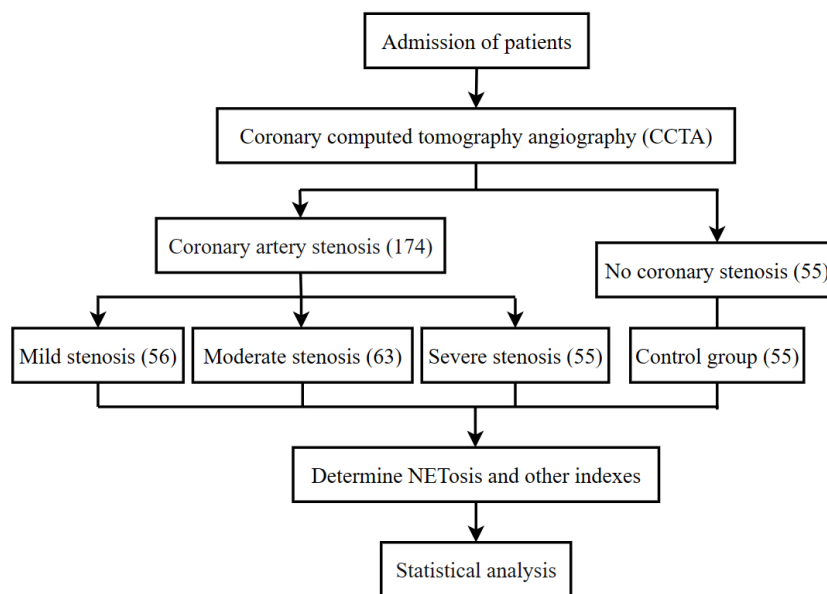 Admission of patients
Coronary computed tomography angiography (CCTA)
Coronary artery stenosis (174)
No coronary stenosis (55)
Mild stenosis (56)
Moderate stenosis (63)
Severe stenosis (55)
Control group (55)
Determine NETosis and other indexes
Statistical analysis